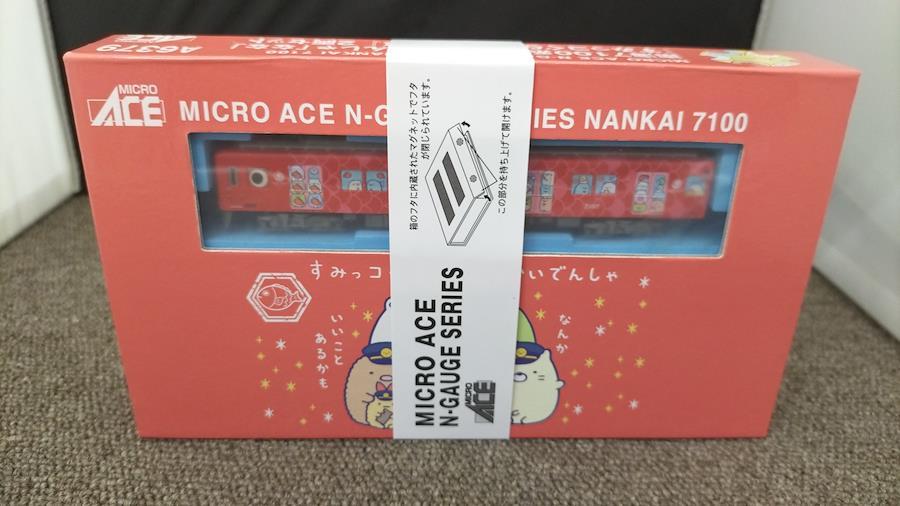 A6379
MICRO ACE
MICRO
ACE
MICRO ACE N-G
IES NANKAI 7100
箱のフタに内蔵されたマグネットでフタ
が閉じられています。
この部分を持ち上げて開けます。
すみっコ
いでんしゃ
なんか
いいこと
あるかも
MICRO ACE
N-GAUGE SERIES
MICRO
ACE